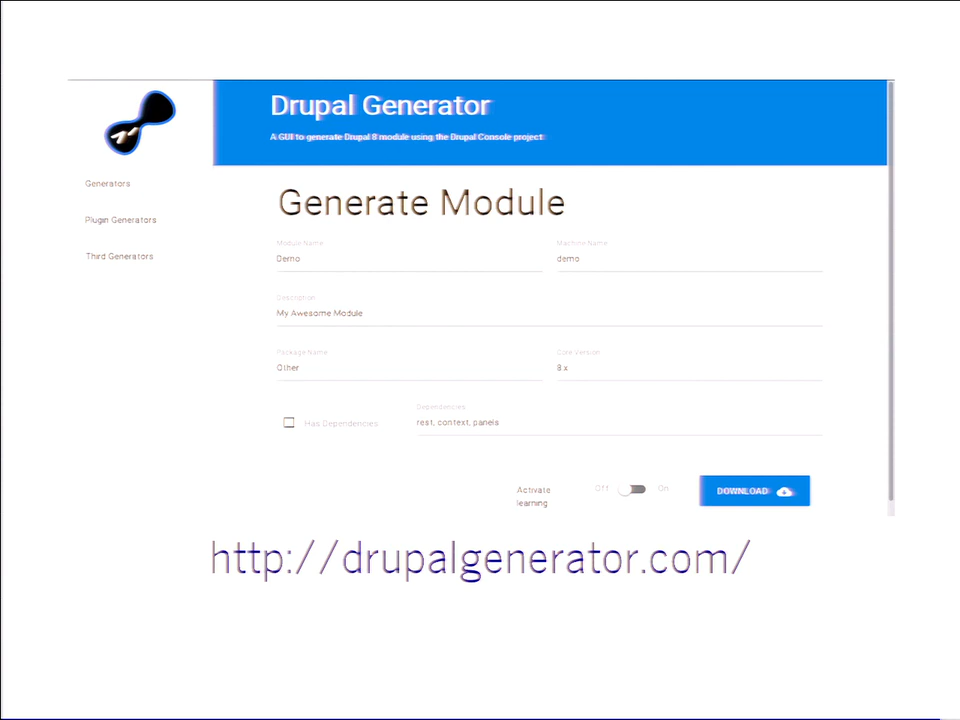 Drupal Generator
A GUI to generate Drupal 8 module using the Drupal Console project
Generators
Plugin Generators
Third Generators
Generate Module
Module Name
Machine Name
Demo
demo
Description
My Awesome Module
Package Name
Core Version
Other
8.x
Has Dependencies
Dependencies
rest, context, panels
Activate
learning
Off
On
DOWNLOAD
http://drupalgenerator.com/